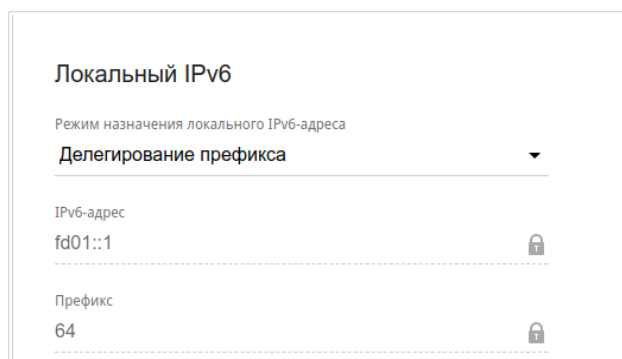 Локальный IPv6
Режим назначения локального IPv6-адреса
Делегирование префикса
IPv6-адрес
fd01::1
Префикс
64